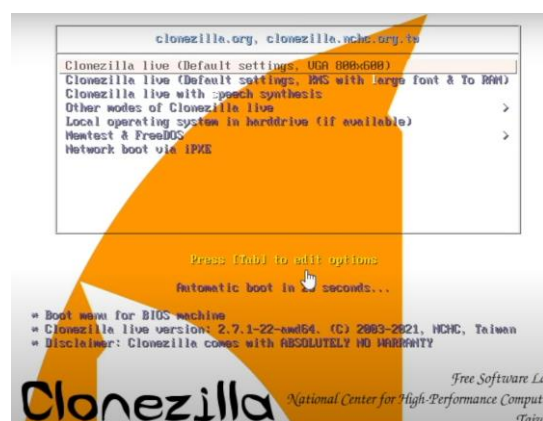 clonezilla.org, clonezilla.nchc.org.tw
Clonezilla live (Default settings, VGA 800x600)
Clonezilla live (Default settings, KMS with large font & To RAM)
Clonezilla live with speech synthesis
Other modes of Clonezilla live >
Local operating system in harddrive (if available)
Memtest & FreeDOS >
Network boot via iPXE
Press [Tab] to edit options
Automatic boot in seconds...
* Boot menu for BIOS machine
* Clonezilla live version: 2.7.1-22-amd64. (C) 2003-2021, NCHC, Taiwan
* Disclaimer: Clonezilla comes with ABSOLUTELY NO WARRANTY
Free Software La
Clonezilla
National Center for High-Performance Comput
Taiw